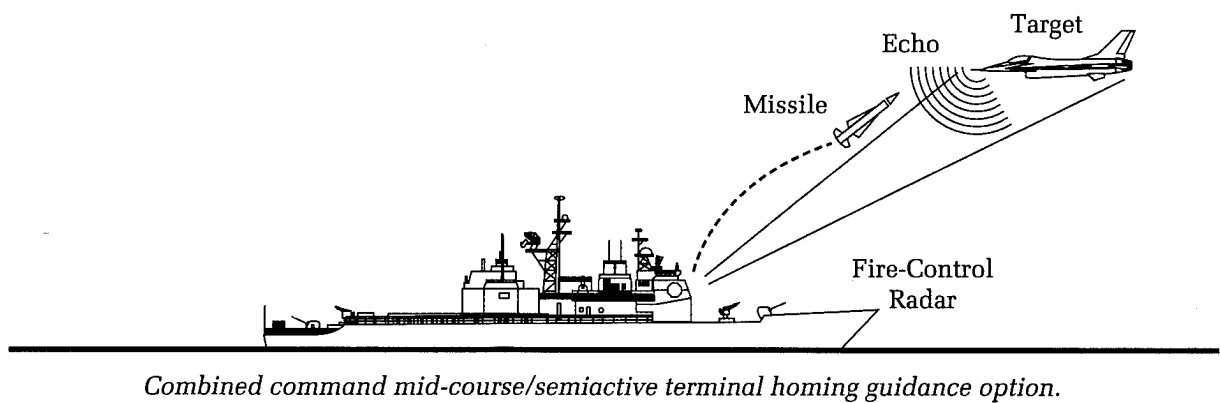 Target
Echo
Missile
Fire-Control
Radar
Combined command mid-course/semiactive terminal homing guidance option.